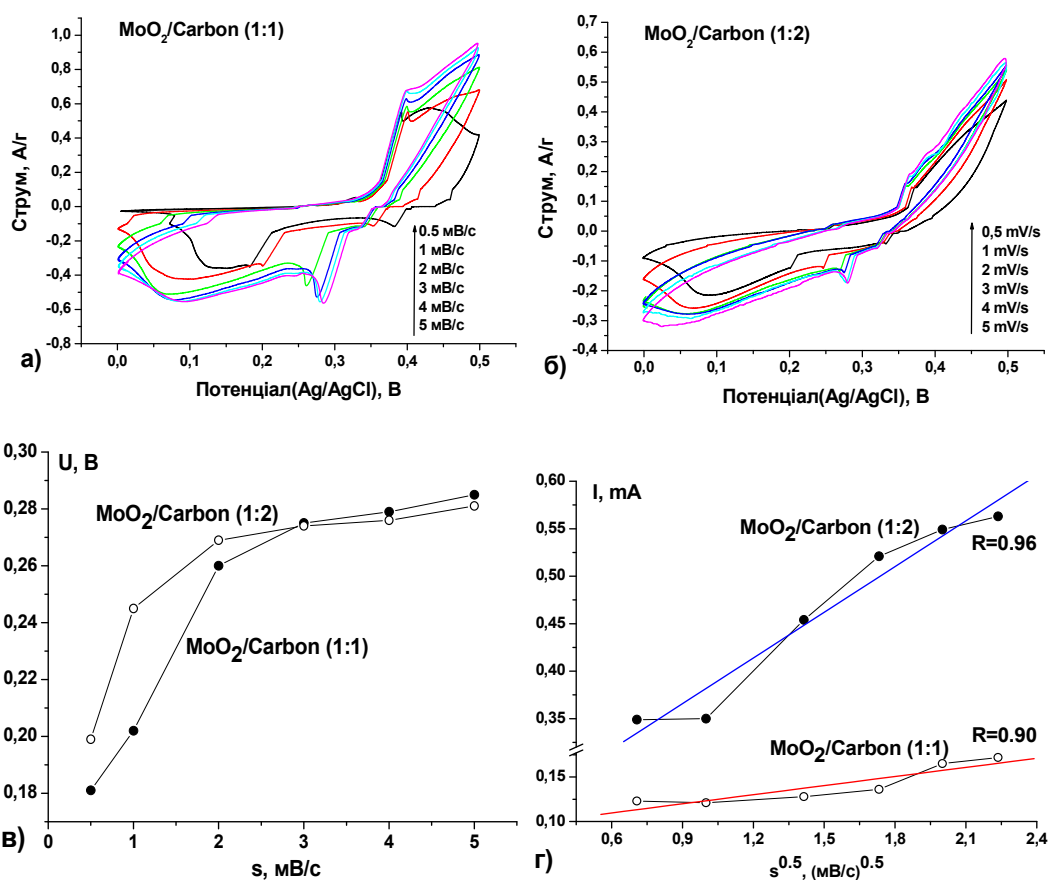 MoO2/Carbon (1:1)
Струм, А/г
1,0
0,8
0,6
0,4
0,2
0,0
-0,2
-0,4
-0,6
-0,8
0,0 0,1 0,2 0,3 0,4 0,5
0.5 мВ/с
1 мВ/с
2 мВ/с
3 мВ/с
4 мВ/с
5 мВ/с
а)
Потенціал(Ag/AgCl), В
MoO2/Carbon (1:2)
Струм, А/г
0,7
0,6
0,5
0,4
0,3
0,2
0,1
0,0
-0,1
-0,2
-0,3
-0,4
0,0 0,1 0,2 0,3 0,4 0,5
0,5 mV/s
1 mV/s
2 mV/s
3 mV/s
4 mV/s
5 mV/s
б)
Потенціал(Ag/AgCl), В
U, В
0,30
0,28
0,26
0,24
0,22
0,20
0,18
MoO2/Carbon (1:2)
MoO2/Carbon (1:1)
0 1 2 3 4 5
в)
s, мВ/с
I, mA
0,60
0,55
0,50
0,45
0,40
0,35
0,15
0,10
MoO2/Carbon (1:2)
R=0.96
MoO2/Carbon (1:1)
R=0.90
0,6 0,9 1,2 1,5 1,8 2,1 2,4
г)
s0.5, (мВ/с)0.5